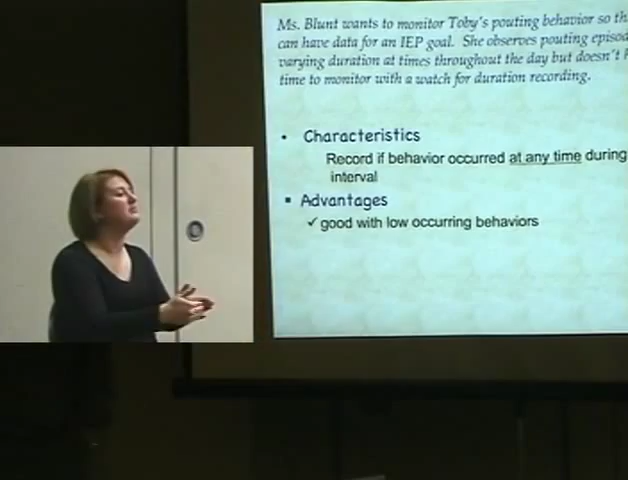 Ms. Blunt wants to monitor Toby's pouting behavior so
can have data for an IEP goal. She observes pouting
varying duration at times throughout the day but doesn't
time to monitor with a watch for duration recording.
• Characteristics
Record if behavior occurred at any time during
interval
▪ Advantages
✓ good with low occurring behaviors